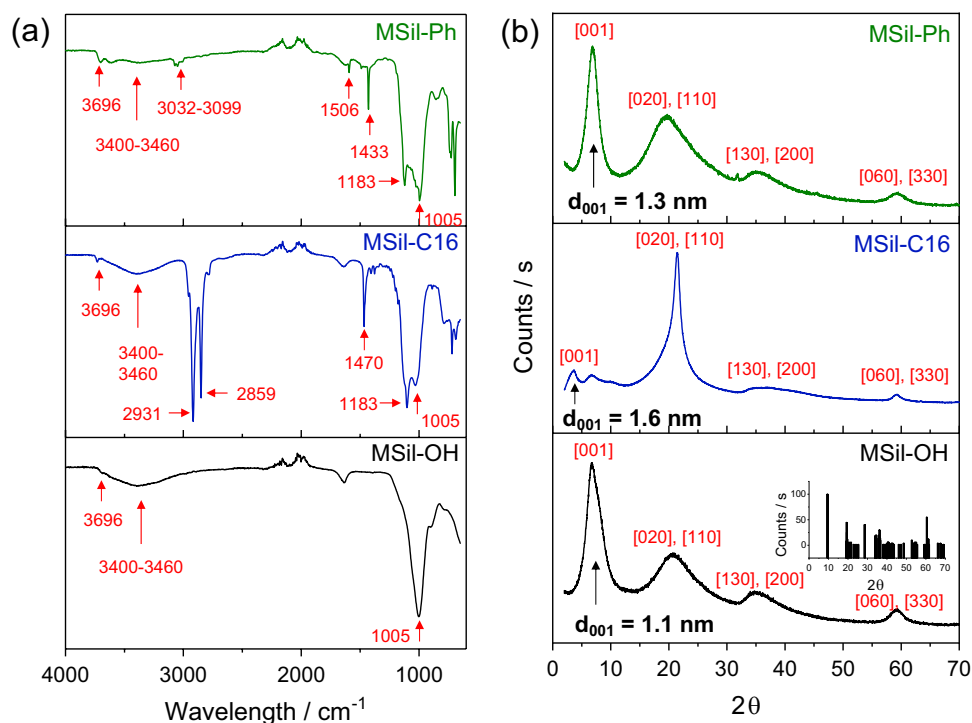 (a)
MSil-Ph
3696
3400-3460
3032-3099
1506
1433
1183
1005
MSil-C16
3696
3400-
3460
2931
2859
1470
1183
1005
MSil-OH
3696
3400-3460
1005
4000 3000 2000 1000
Wavelength / cm⁻¹
(b)
Counts / s
[001]
MSil-Ph
[020], [110]
[130], [200]
[060], [330]
d₀₀₁ = 1.3 nm
[020], [110]
MSil-C16
[001]
[130], [200]
[060], [330]
d₀₀₁ = 1.6 nm
MSil-OH
[001]
[020], [110]
[130], [200]
[060], [330]
d₀₀₁ = 1.1 nm
Counts / s
100
50
0
0 10 20 30 40 50 60 70
2θ
0 10 20 30 40 50 60 70
2θ